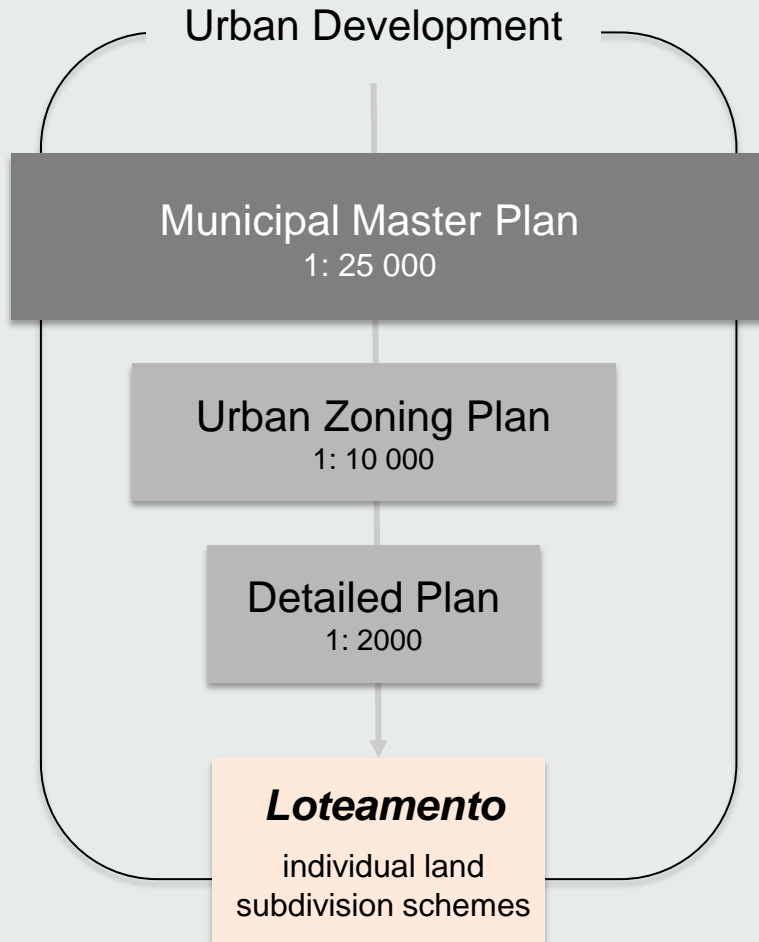 Urban Development
Municipal Master Plan
1: 25 000
Urban Zoning Plan
1: 10 000
Detailed Plan
1: 2000
Loteamento
individual land
subdivision schemes